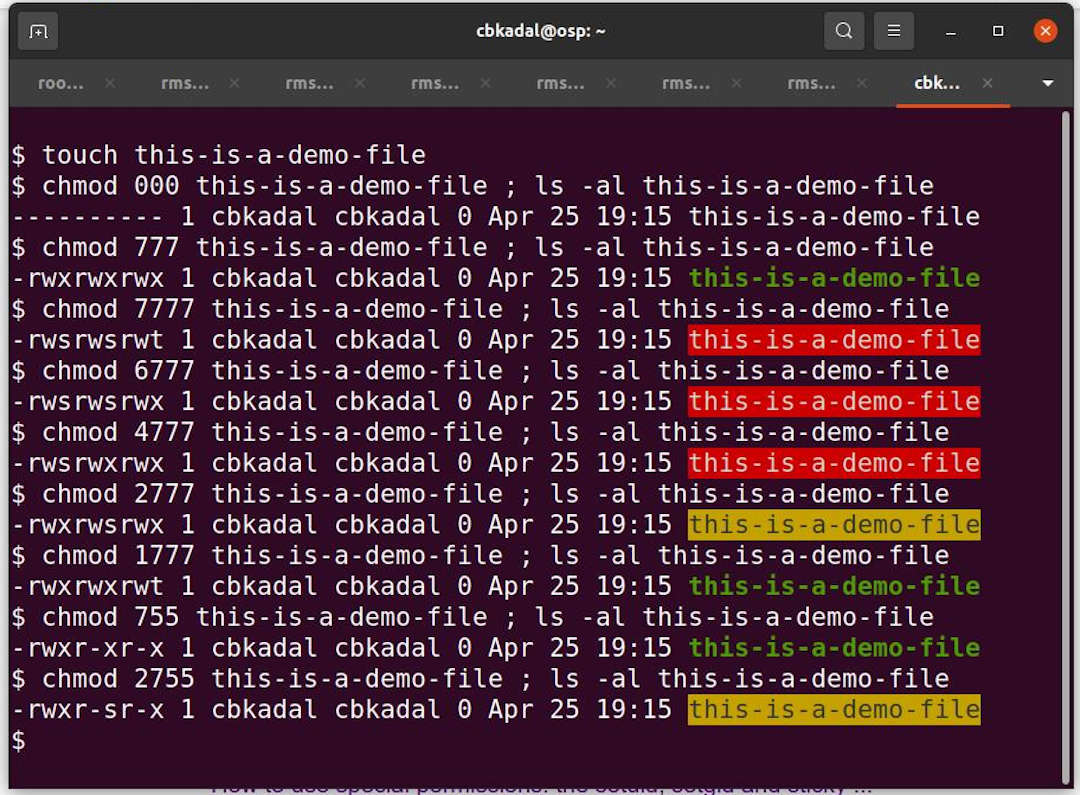 cbkadal@osp: ~
roo... rms... rms... rms... rms... rms... rms... cbk...
$ touch this-is-a-demo-file
$ chmod 000 this-is-a-demo-file ; ls -al this-is-a-demo-file
---------- 1 cbkadal cbkadal 0 Apr 25 19:15 this-is-a-demo-file
$ chmod 777 this-is-a-demo-file ; ls -al this-is-a-demo-file
-rwxrwxrwx 1 cbkadal cbkadal 0 Apr 25 19:15 this-is-a-demo-file
$ chmod 7777 this-is-a-demo-file ; ls -al this-is-a-demo-file
-rwsrwsrwt 1 cbkadal cbkadal 0 Apr 25 19:15 this-is-a-demo-file
$ chmod 6777 this-is-a-demo-file ; ls -al this-is-a-demo-file
-rwsrwsrwx 1 cbkadal cbkadal 0 Apr 25 19:15 this-is-a-demo-file
$ chmod 4777 this-is-a-demo-file ; ls -al this-is-a-demo-file
-rwsrwxrwx 1 cbkadal cbkadal 0 Apr 25 19:15 this-is-a-demo-file
$ chmod 2777 this-is-a-demo-file ; ls -al this-is-a-demo-file
-rwxrwsrwx 1 cbkadal cbkadal 0 Apr 25 19:15 this-is-a-demo-file
$ chmod 1777 this-is-a-demo-file ; ls -al this-is-a-demo-file
-rwxrwxrwt 1 cbkadal cbkadal 0 Apr 25 19:15 this-is-a-demo-file
$ chmod 755 this-is-a-demo-file ; ls -al this-is-a-demo-file
-rwxr-xr-x 1 cbkadal cbkadal 0 Apr 25 19:15 this-is-a-demo-file
$ chmod 2755 this-is-a-demo-file ; ls -al this-is-a-demo-file
-rwxr-sr-x 1 cbkadal cbkadal 0 Apr 25 19:15 this-is-a-demo-file
$
How to use special permissions: the setuid, setgid and sticky ...